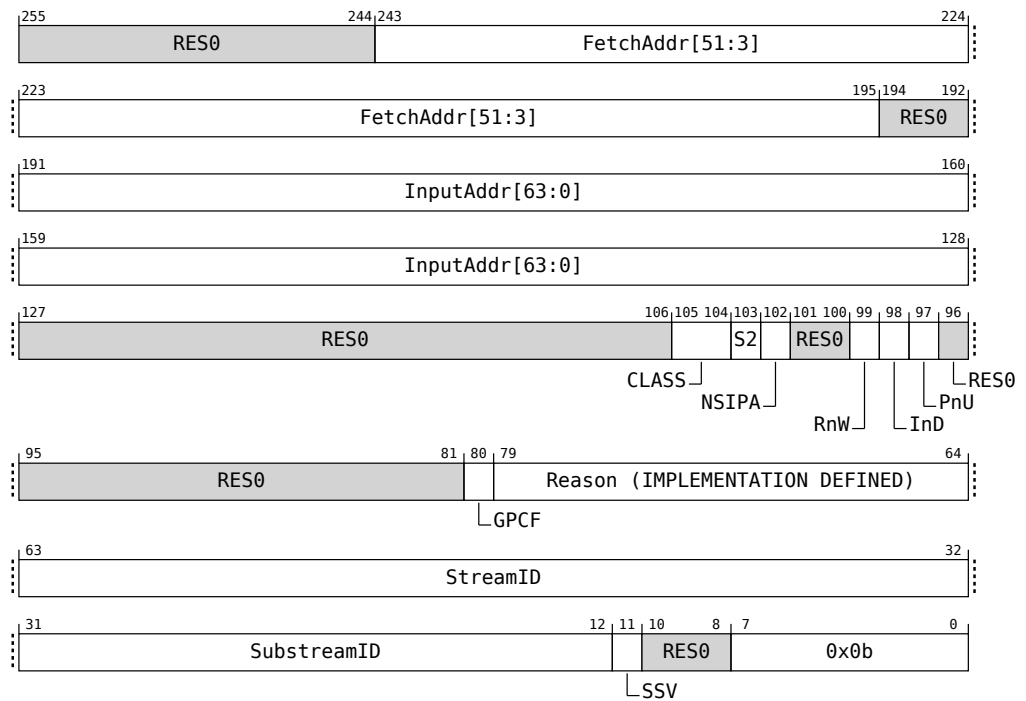 255 244 243 224
RES0 FetchAddr[51:3]
223 195 194 192
FetchAddr[51:3] RES0
191 160
InputAddr[63:0]
159 128
InputAddr[63:0]
127 106 105 104 103 102 101 100 99 98 97 96
RES0 S2 RES0
CLASS RES0
NSIPA PnU
RnW InD
95 81 80 79 64
RES0 Reason (IMPLEMENTATION DEFINED)
GPCF
63 32
StreamID
31 12 11 10 8 7 0
SubstreamID RES0 0x0b
SSV